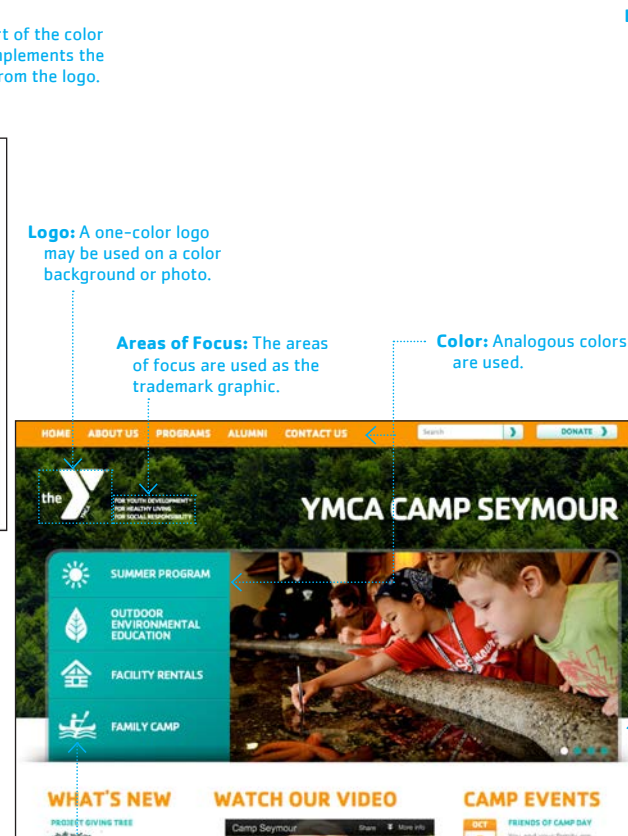 rt of the color
plements the
rom the logo.
Logo: A one-color logo
may be used on a color
background or photo.
Areas of Focus: The areas
of focus are used as the
trademark graphic.
Color: Analogous colors
are used.
HOME ABOUT US PROGRAMS ALUMNI CONTACT US Search DONATE
the YMCA
FOR YOUTH DEVELOPMENT®
FOR HEALTHY LIVING
FOR SOCIAL RESPONSIBILITY
YMCA CAMP SEYMOUR
SUMMER PROGRAM
OUTDOOR
ENVIRONMENTAL
EDUCATION
FACILITY RENTALS
FAMILY CAMP
WHAT'S NEW WATCH OUR VIDEO CAMP EVENTS
PROJECT GIVING TREE
Camp Seymour Share More info
OCT FRIENDS OF CAMP DAY